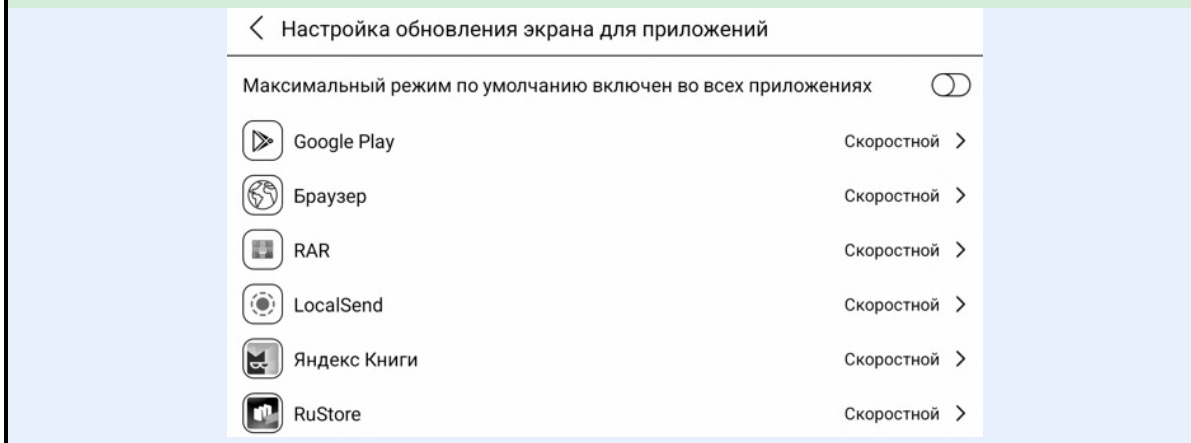 Настройка обновления экрана для приложений
Максимальный режим по умолчанию включен во всех приложениях
Google Play Скоростной
Браузер Скоростной
RAR Скоростной
LocalSend Скоростной
Яндекс Книги Скоростной
RuStore Скоростной